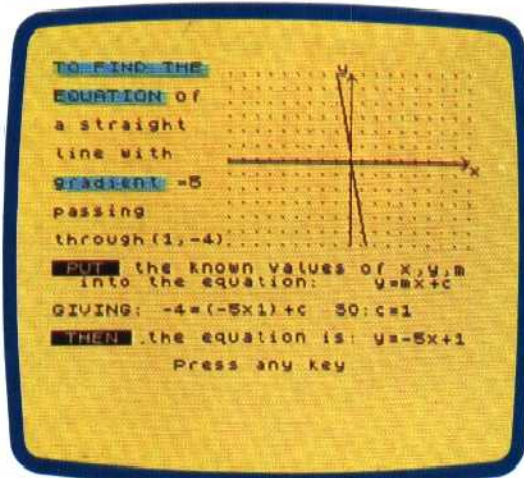 TO FIND THE
EQUATION of
a straight
line with
gradient -5
passing
through (1,-4)
y
x
PUT the known values of x,y,m
into the equation: y=mx+c
GIVING: -4=(-5x1)+c SO:c=1
THEN ,the equation is: y=-5x+1
Press any key